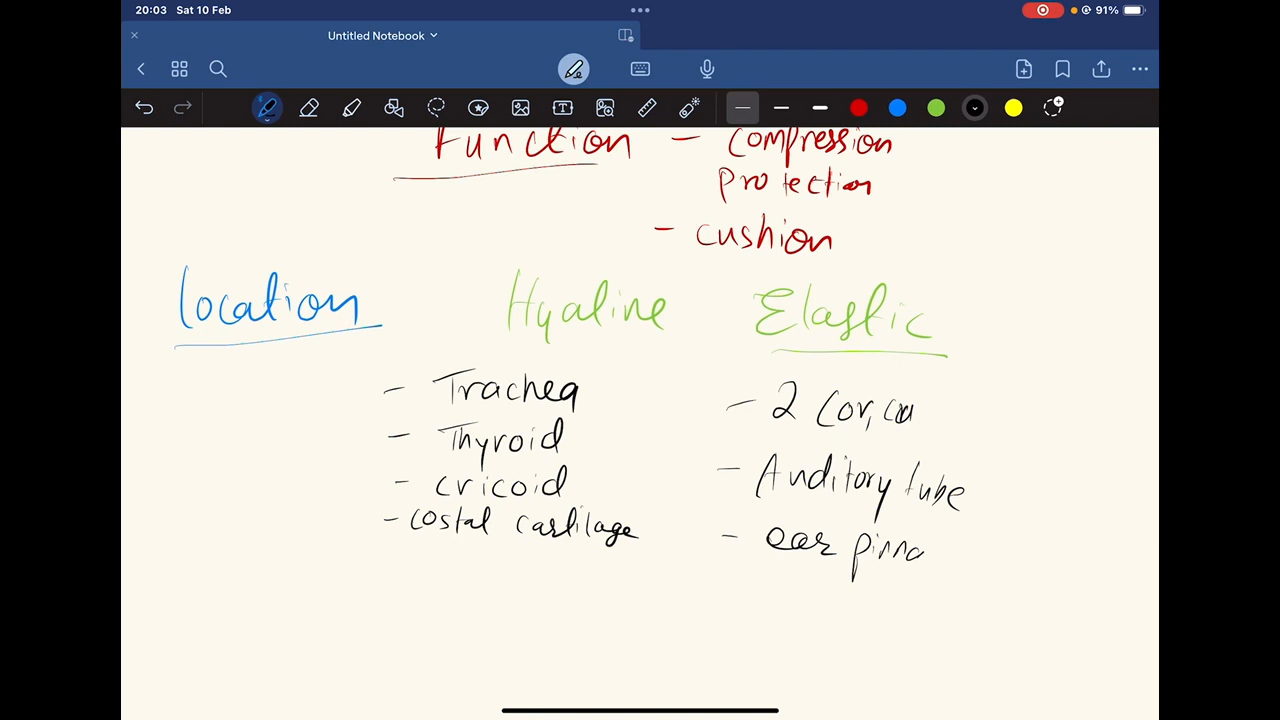 20:03 Sat 10 Feb
91%
Untitled Notebook
Function - Compression
Protection
- cushion
Location Hyaline Elastic
- Trachea
- Thyroid
- cricoid
- costal cartilage
- 2 Cor, cu
- Auditory tube
- ear pinna